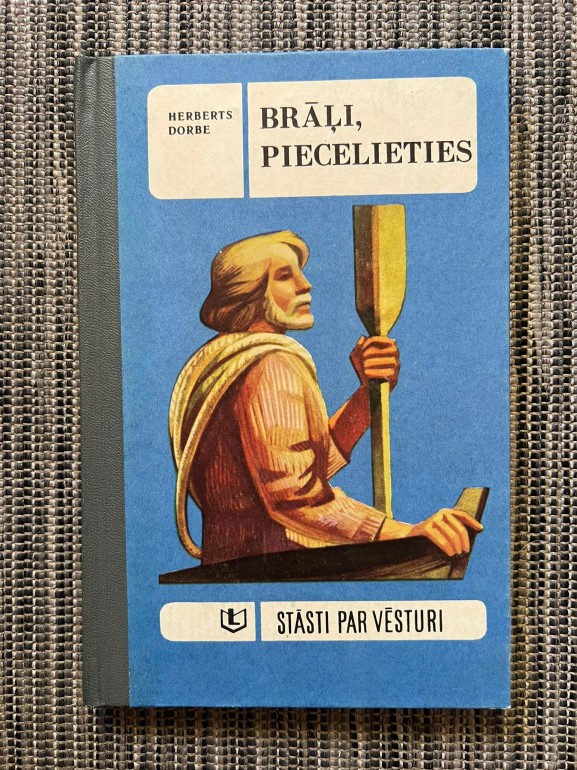 HERBERTS
DORBE
BRĀĻI,
PIECELIETIES
STĀSTI PAR VĒSTURI